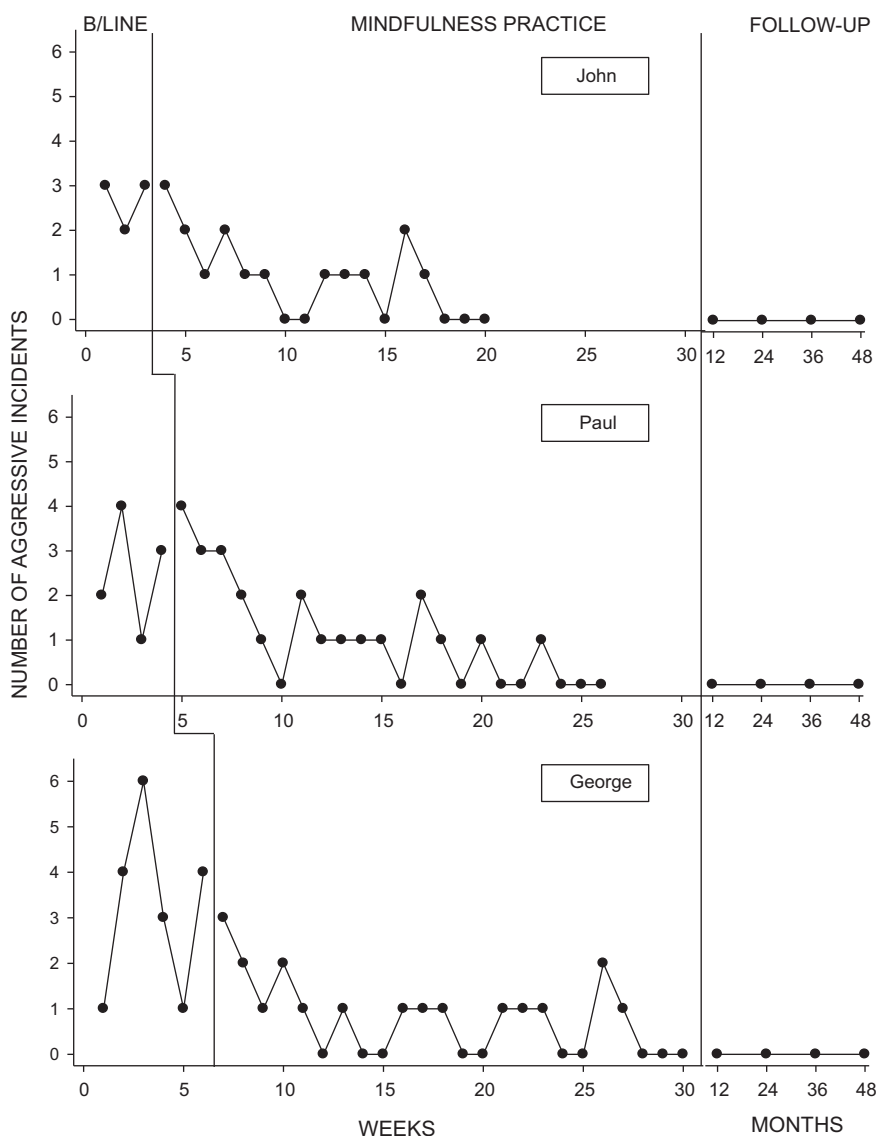 B/LINE MINDFULNESS PRACTICE FOLLOW-UP
NUMBER OF AGGRESSIVE INCIDENTS
John
6
5
4
3
2
1
0
0 5 10 15 20 25 30 12 24 36 48
Paul
6
5
4
3
2
1
0
0 5 10 15 20 25 30 12 24 36 48
George
6
5
4
3
2
1
0
0 5 10 15 20 25 30 12 24 36 48
WEEKS MONTHS